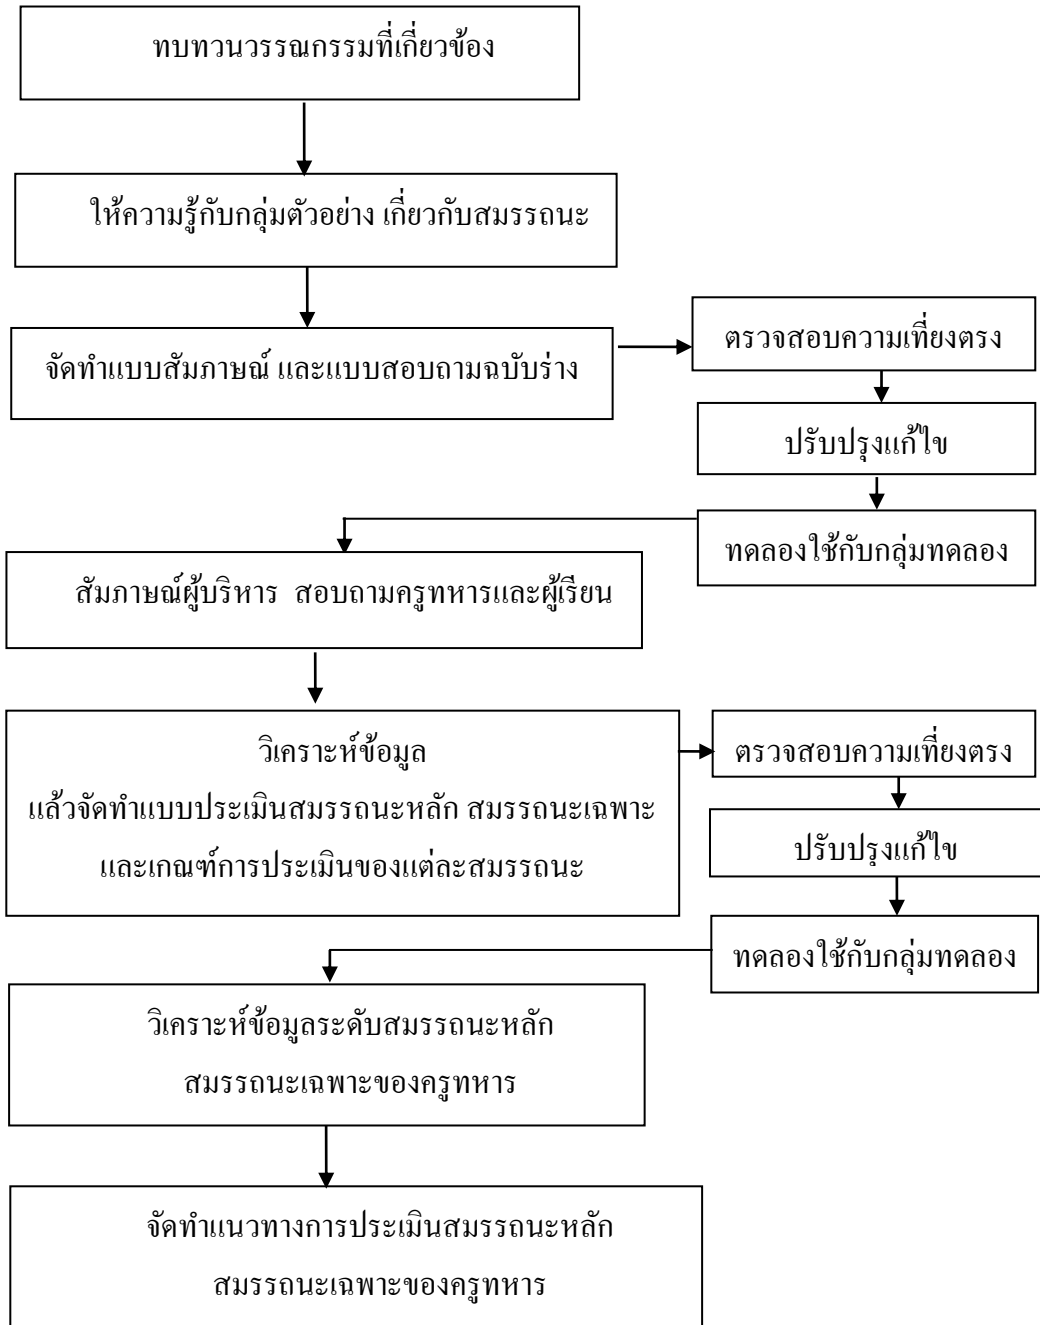 ทบทวนวรรณกรรมที่เกี่ยวข้อง
ให้ความรู้กับกลุ่มตัวอย่าง เกี่ยวกับสมรรถนะ
จัดทำแบบสัมภาษณ์ และแบบสอบถามฉบับร่าง
ตรวจสอบความเที่ยงตรง
ปรับปรุงแก้ไข
ทดลองใช้กับกลุ่มทดลอง
สัมภาษณ์ผู้บริหาร สอบถามครูทหารและผู้เรียน
วิเคราะห์ข้อมูล
แล้วจัดทำแบบประเมินสมรรถนะหลัก สมรรถนะเฉพาะ
และเกณฑ์การประเมินของแต่ละสมรรถนะ
ตรวจสอบความเที่ยงตรง
ปรับปรุงแก้ไข
ทดลองใช้กับกลุ่มทดลอง
วิเคราะห์ข้อมูลระดับสมรรถนะหลัก
สมรรถนะเฉพาะของครูทหาร
จัดทำแนวทางการประเมินสมรรถนะหลัก
สมรรถนะเฉพาะของครูทหาร